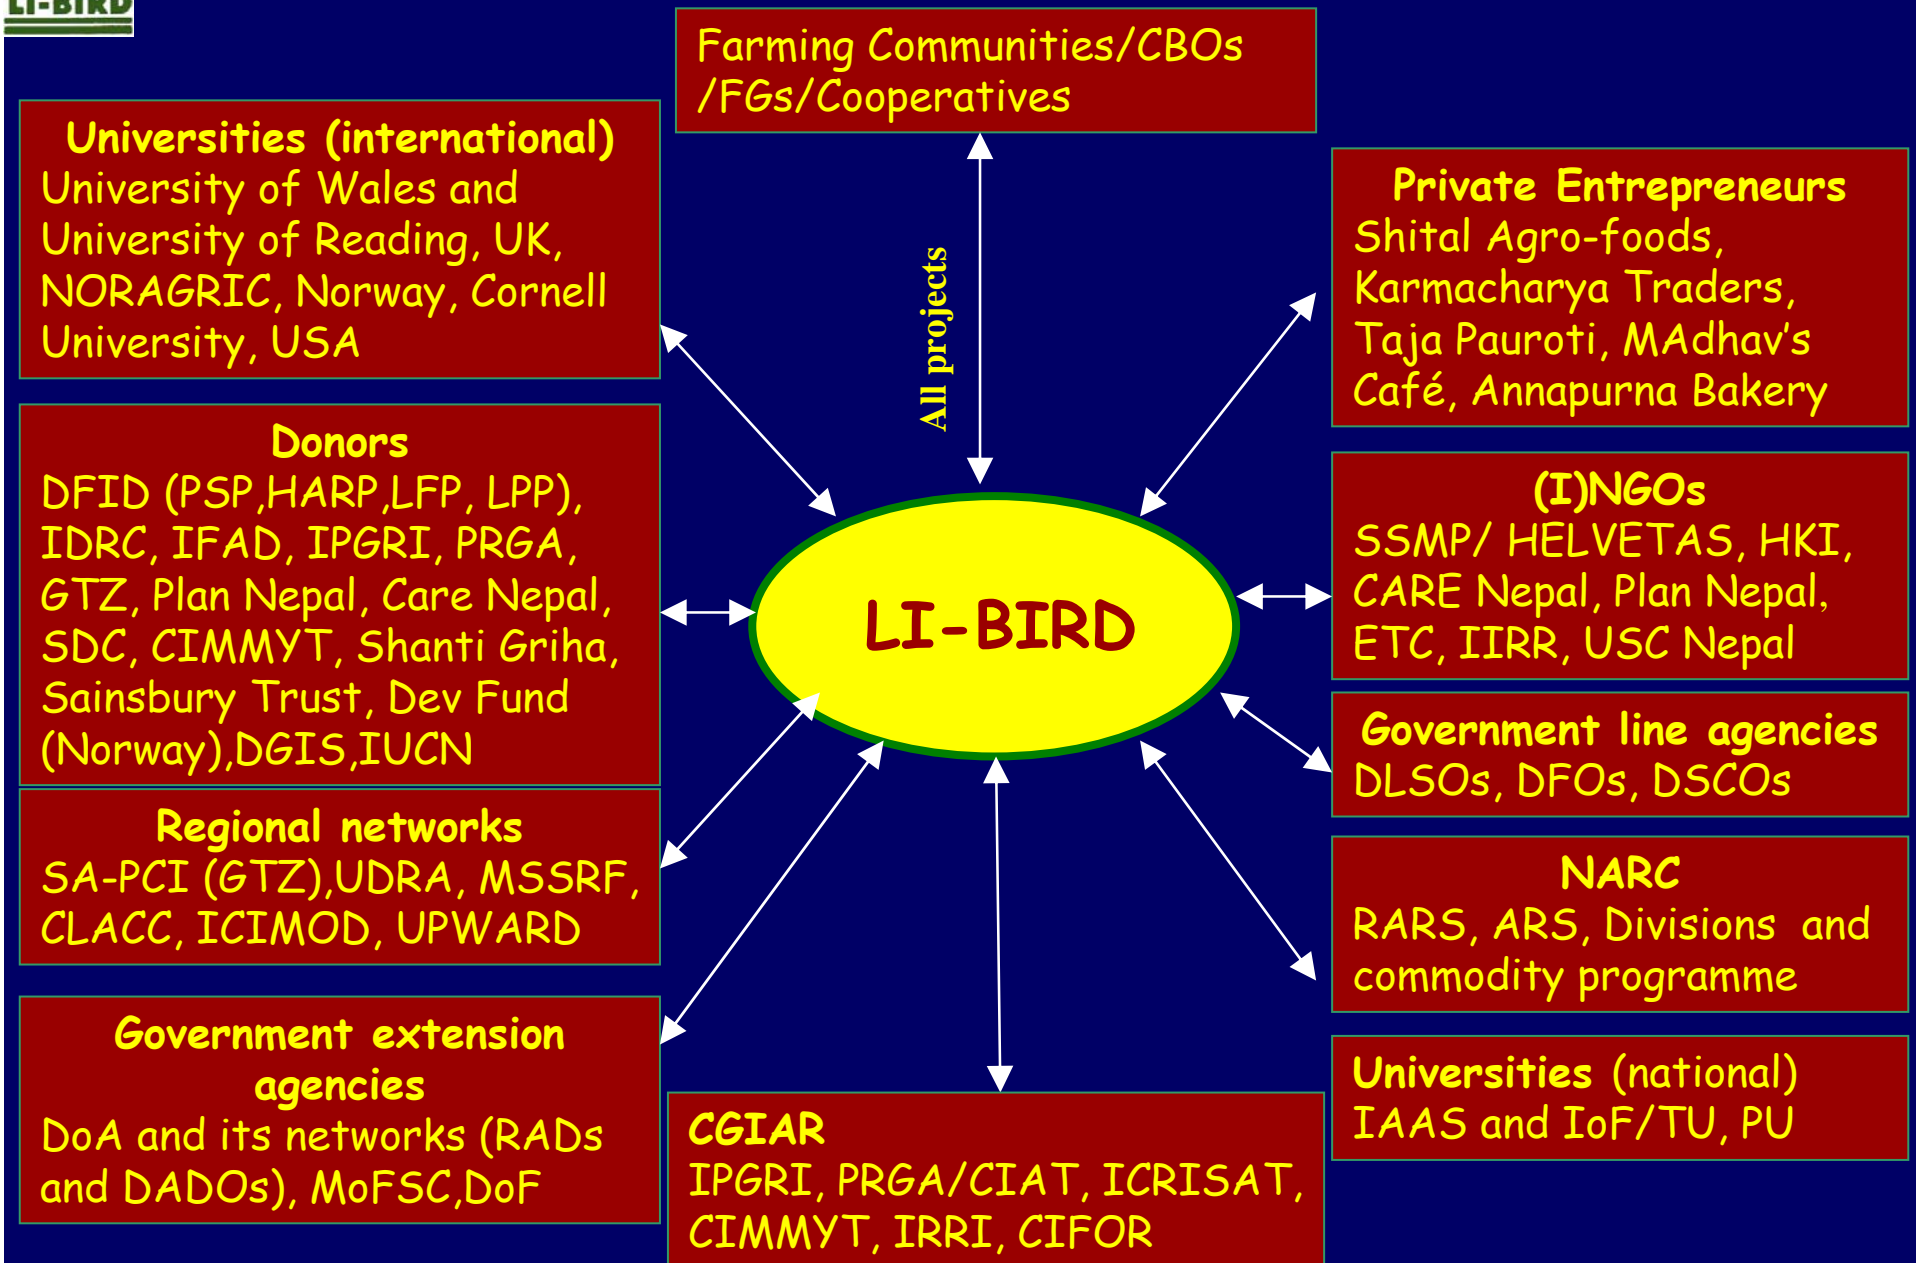 LI-BIRD
Farming Communities/CBOs
/FGs/Cooperatives
Universities (international)
University of Wales and
University of Reading, UK,
NORAGRIC, Norway, Cornell
University, USA
Donors
DFID (PSP,HARP,LFP, LPP),
IDRC, IFAD, IPGRI, PRGA,
GTZ, Plan Nepal, Care Nepal,
SDC, CIMMYT, Shanti Griha,
Sainsbury Trust, Dev Fund
(Norway),DGIS,IUCN
Regional networks
SA-PCI (GTZ),UDRA, MSSRF,
CLACC, ICIMOD, UPWARD
Government extension
agencies
DoA and its networks (RADs
and DADOs), MoFSC,DoF
All projects
LI-BIRD
CGIAR
IPGRI, PRGA/CIAT, ICRISAT,
CIMMYT, IRRI, CIFOR
Private Entrepreneurs
Shital Agro-foods,
Karmacharya Traders,
Taja Pauroti, MAdhav's
Café, Annapurna Bakery
(I)NGOs
SSMP/ HELVETAS, HKI,
CARE Nepal, Plan Nepal,
ETC, IIRR, USC Nepal
Government line agencies
DLSOs, DFOs, DSCOs
NARC
RARS, ARS, Divisions  and
commodity programme
Universities (national)
IAAS and IoF/TU, PU